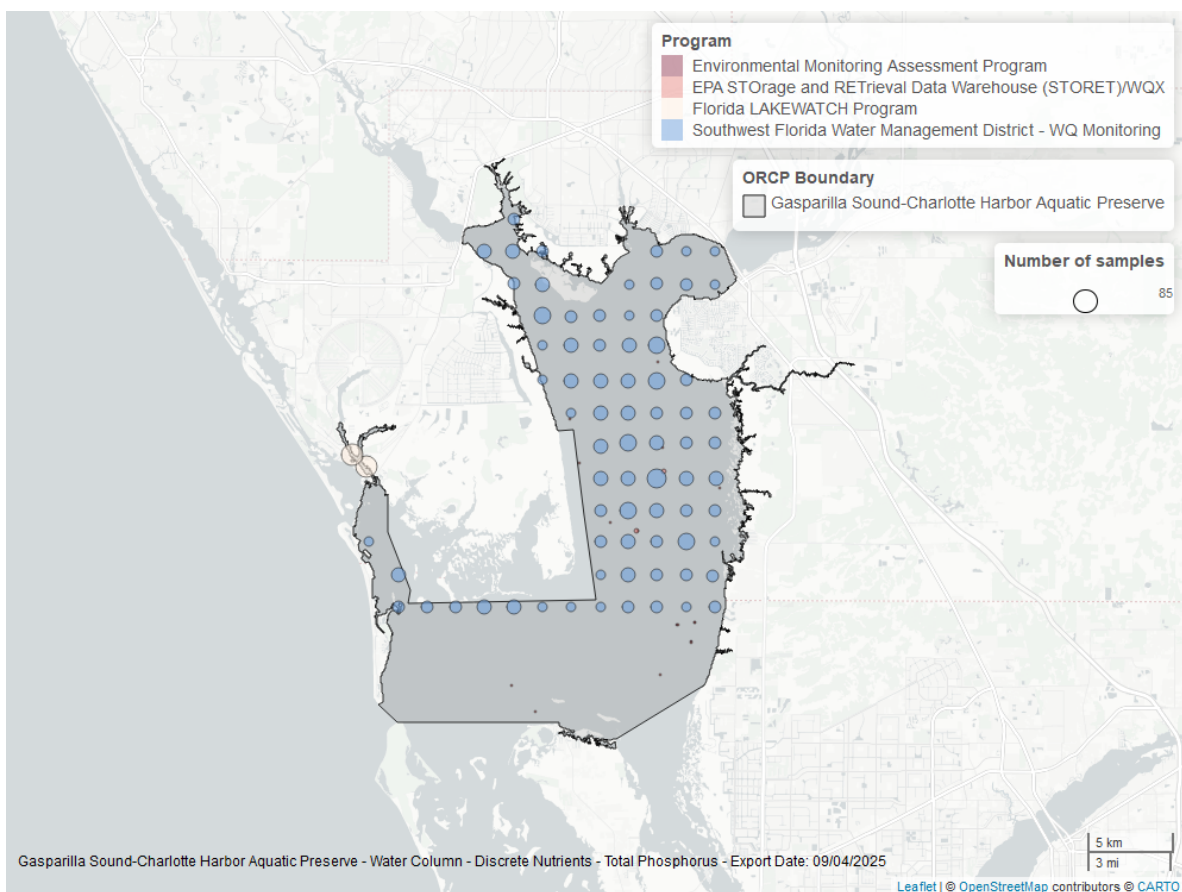 Program
Environmental Monitoring Assessment Program
EPA STOrage and RETrieval Data Warehouse (STORET)/WQX
Florida LAKEWATCH Program
Southwest Florida Water Management District - WQ Monitoring
ORCP Boundary
Gasparilla Sound-Charlotte Harbor Aquatic Preserve
Number of samples
85
5 km
3 mi
Gasparilla Sound-Charlotte Harbor Aquatic Preserve - Water Column - Discrete Nutrients - Total Phosphorus - Export Date: 09/04/2025
Leaflet | © OpenStreetMap contributors © CARTO